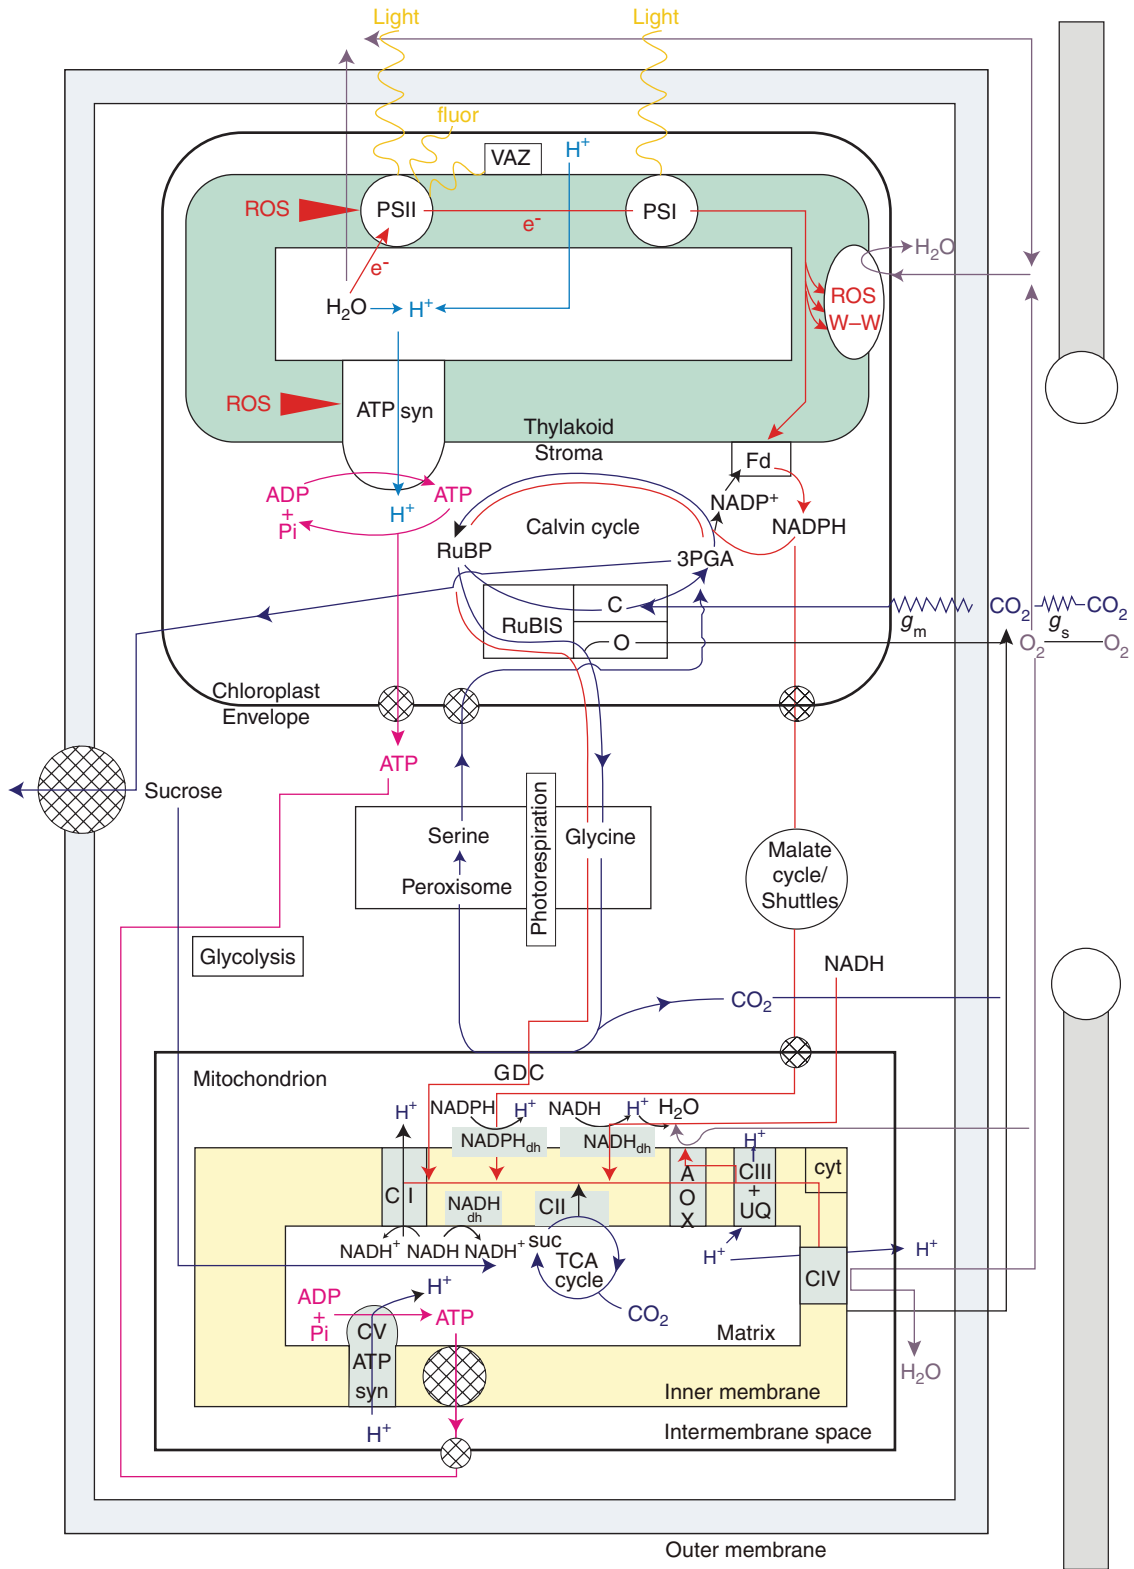 Light
Light
fluor
VAZ
H+
ROS
PSII
PSI
e-
e-
H2O
H2O
H+
ROS
W–W
ROS
ATP syn
Thylakoid
Stroma
Fd
ADP
+
Pi
ATP
H+
NADP+
NADPH
Calvin cycle
RuBP
3PGA
C
RuBIS
O
gm
CO2
gs
CO2
O2
O2
Chloroplast
Envelope
ATP
Sucrose
Photorespiration
Serine
Glycine
Peroxisome
Malate
cycle/
Shuttles
Glycolysis
NADH
CO2
Mitochondrion
GDC
H+
NADPH
H+
NADH
H+
H2O
NADPHdh
NADHdh
H+
CI
NADH
dh
CII
AOX
CIII
+
UQ
cyt
NADH+
NADH
NADH+
suc
TCA
cycle
H+
H+
CIV
H+
ADP
+
Pi
ATP
CO2
CV
ATP
syn
Matrix
H2O
Inner membrane
H+
Intermembrane space
Outer membrane